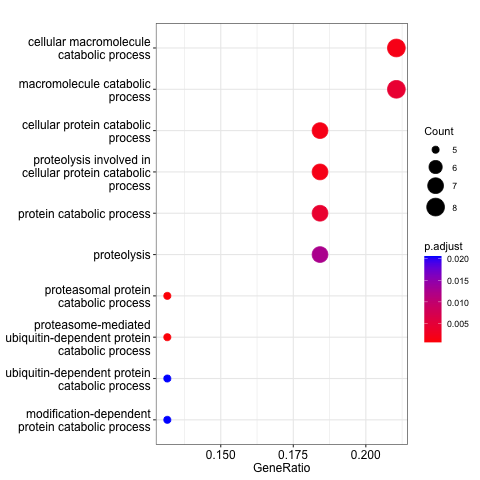 cellular macromolecule
catabolic process
macromolecule catabolic
process
cellular protein catabolic
process
proteolysis involved in
cellular protein catabolic
process
protein catabolic process
proteolysis
proteasomal protein
catabolic process
proteasome-mediated
ubiquitin-dependent protein
catabolic process
ubiquitin-dependent protein
catabolic process
modification-dependent
protein catabolic process
0.150 0.175 0.200
GeneRatio
Count
5
6
7
8
p.adjust
0.020
0.015
0.010
0.005